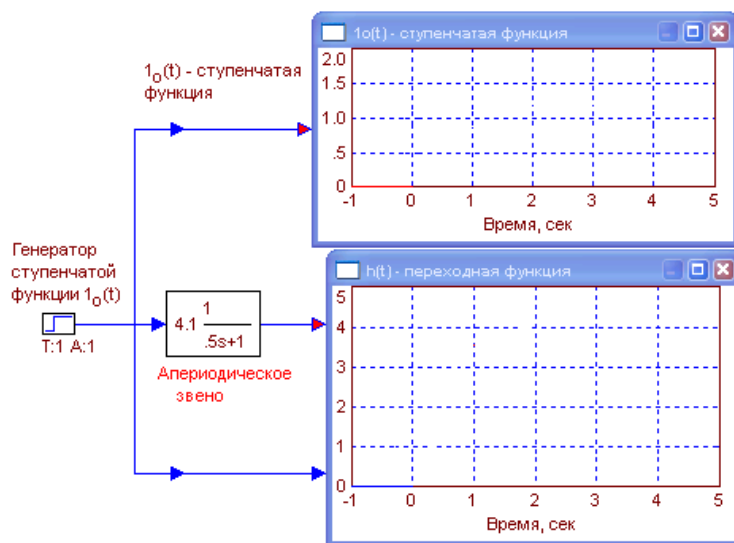 1o(t) - ступенчатая функция
1o(t) - ступенчатая
функция
2.0
1.5
1.0
.5
0
-1 0 1 2 3 4 5
Время, сек
Генератор
ступенчатой
функции 1o(t)
T:1 A:1
4.1 1
.5s+1
Апериодическое
звено
h(t) - переходная функция
5
4
3
2
1
0
-1 0 1 2 3 4 5
Время, сек